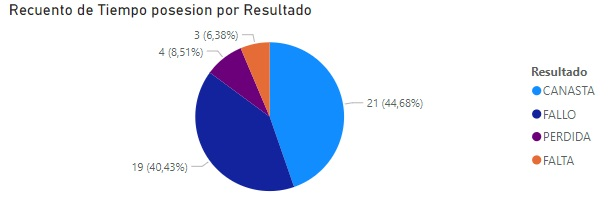 Recuento de Tiempo posesion por Resultado
3 (6,38%)
4 (8,51%)
21 (44,68%)
19 (40,43%)
Resultado
CANASTA
FALLO
PERDIDA
FALTA